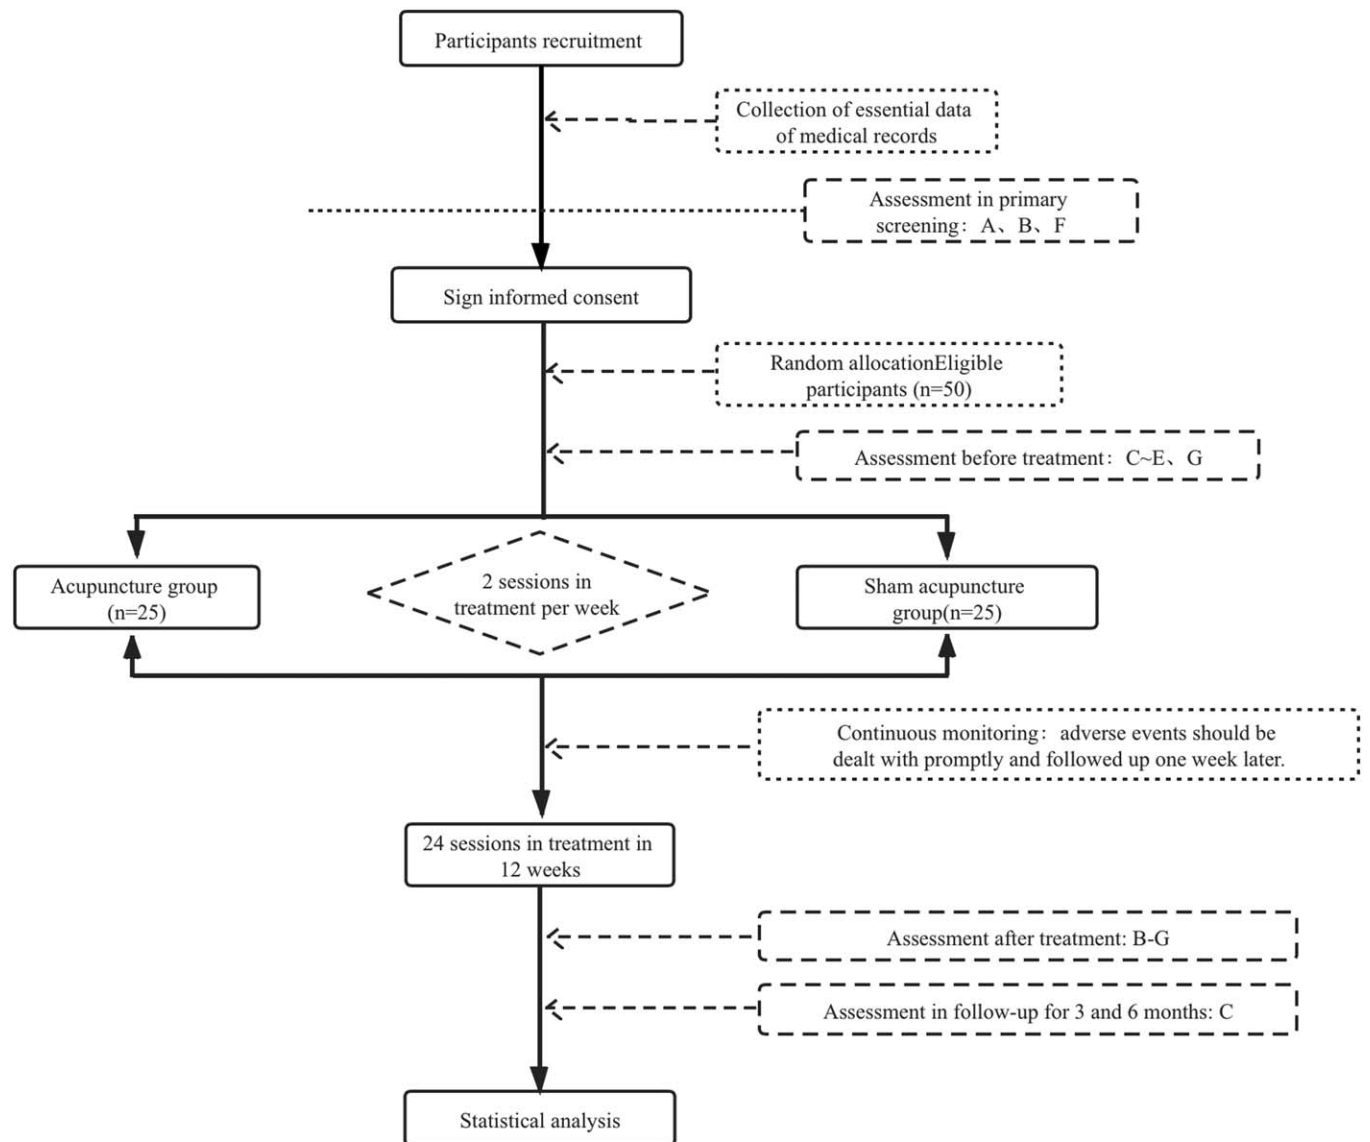 Participants recruitment
Collection of essential data
of medical records
Assessment in primary
screening：A、B、F
Sign informed consent
Random allocationEligible
participants (n=50)
Assessment before treatment：C~E、G
Acupuncture group
(n=25)
2 sessions in
treatment per week
Sham acupuncture
group(n=25)
Continuous monitoring：adverse events should be
dealt with promptly and followed up one week later.
24 sessions in treatment in
12 weeks
Assessment after treatment: B-G
Assessment in follow-up for 3 and 6 months: C
Statistical analysis